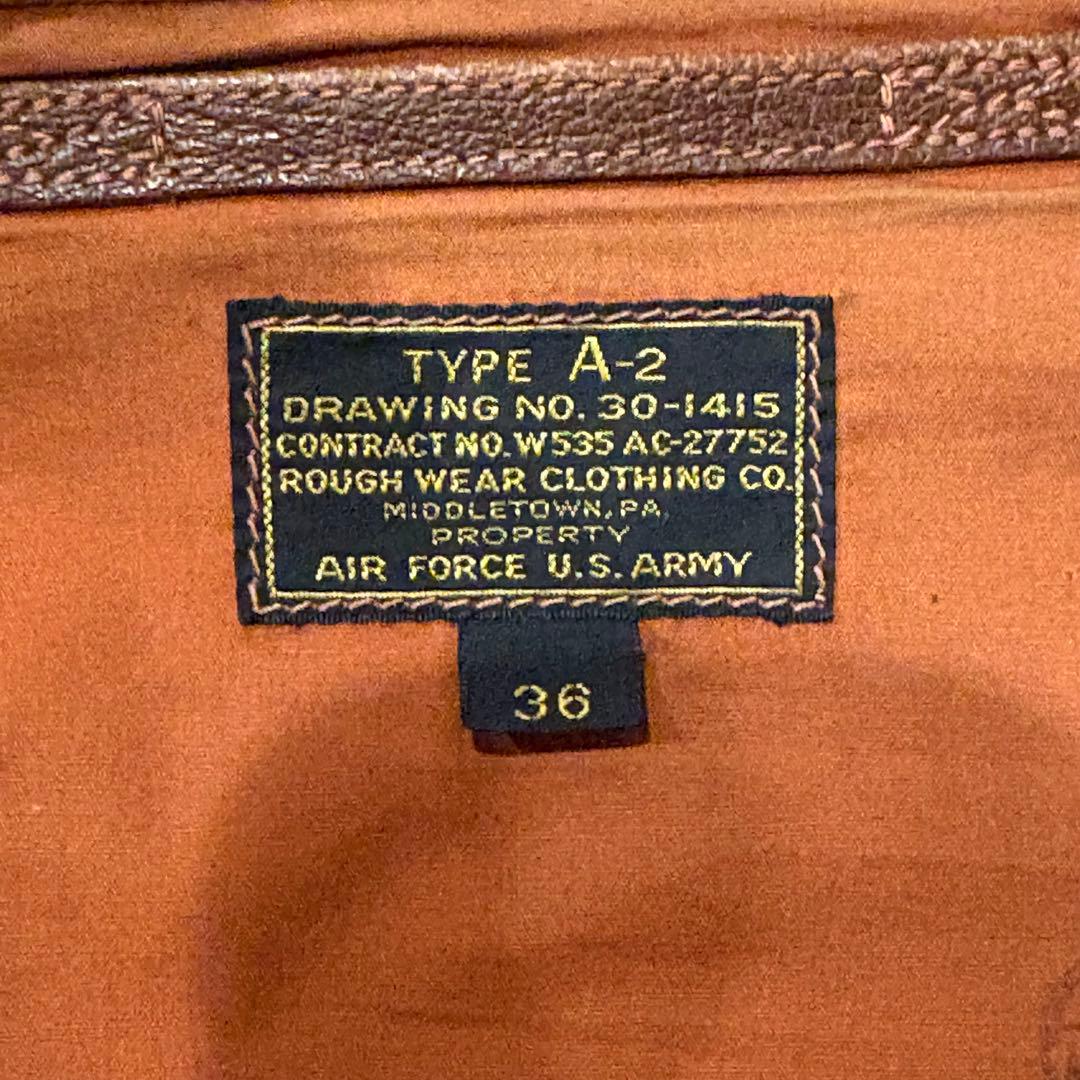 TYPE A-2
DRAWING NO. 30-1415
CONTRACT NO. W535 AC-27752
ROUGH WEAR CLOTHING CO.
MIDDLETOWN, PA.
PROPERTY
AIR FORCE U.S. ARMY
36